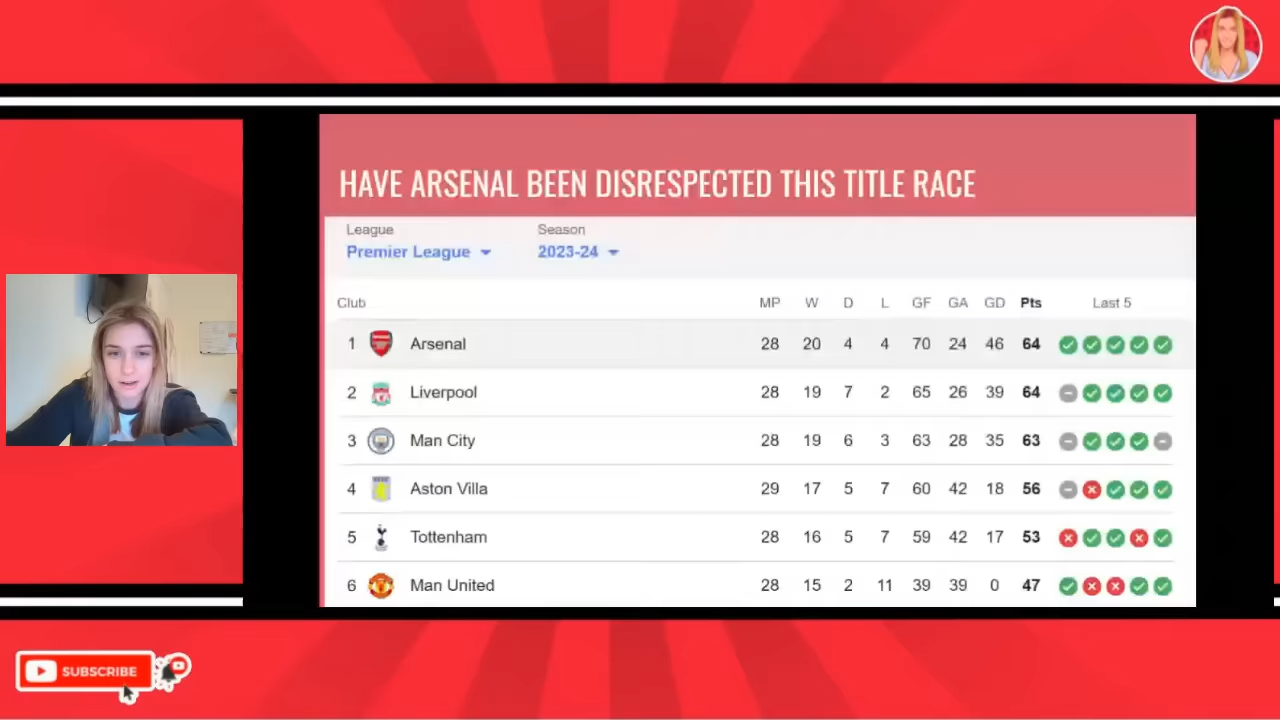 HAVE ARSENAL BEEN DISRESPECTED THIS TITLE RACE
League Season
Premier League 2023-24
Club MP W D L GF GA GD Pts Last 5
1 Arsenal 28 20 4 4 70 24 46 64
2 Liverpool 28 19 7 2 65 26 39 64
3 Man City 28 19 6 3 63 28 35 63
4 Aston Villa 29 17 5 7 60 42 18 56
5 Tottenham 28 16 5 7 59 42 17 53
6 Man United 28 15 2 11 39 39 0 47
SUBSCRIBE